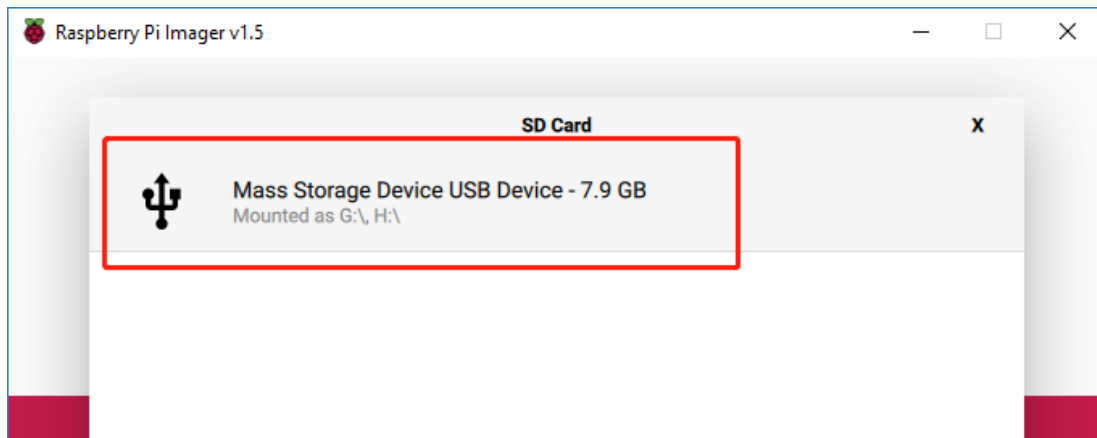 Raspberry Pi Imager v1.5
SD Card
X
Mass Storage Device USB Device - 7.9 GB
Mounted as G:\, H:\